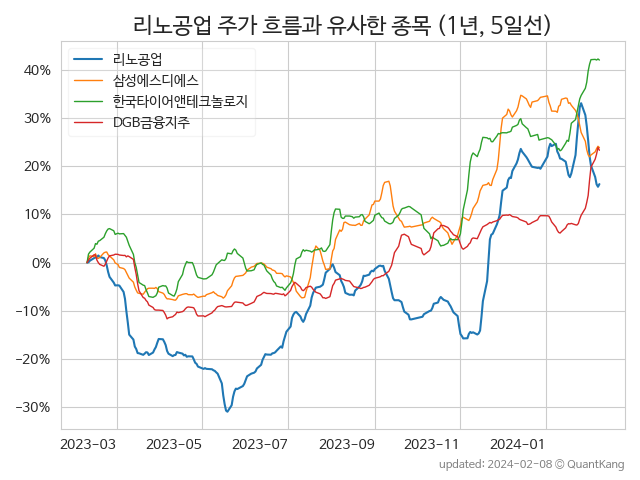 리노공업 주가 흐름과 유사한 종목 (1년, 5일선)
리노공업
삼성에스디에스
한국타이어앤테크놀로지
DGB금융지주
40%
30%
20%
10%
0%
−10%
−20%
−30%
2023-03 2023-05 2023-07 2023-09 2023-11 2024-01
updated: 2024-02-08 © QuantKang